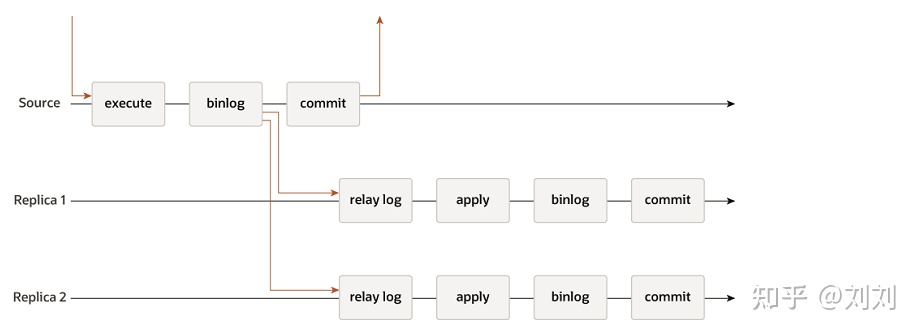 Source execute binlog commit
Replica 1 relay log apply binlog commit
Replica 2 relay log apply binlog commit
知乎 @刘刘